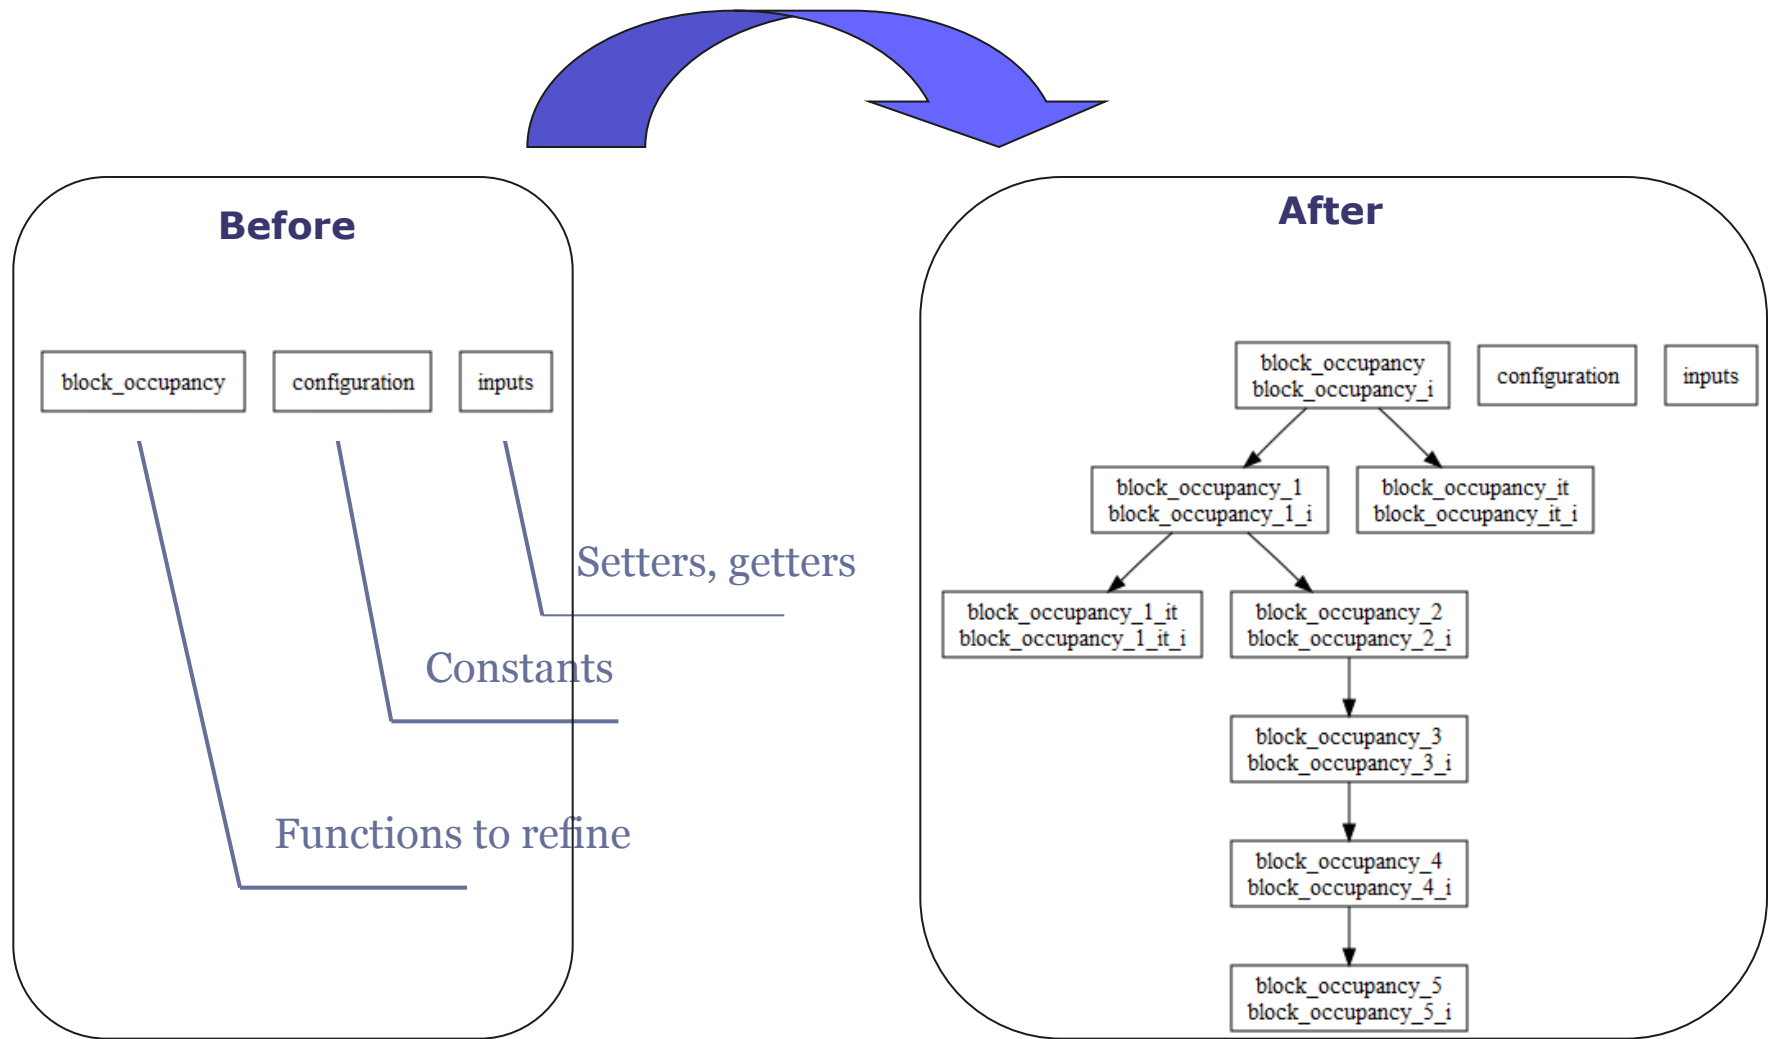 Before
block_occupancy
configuration
inputs
Setters, getters
Constants
Functions to refine
After
block_occupancy
block_occupancy_i
configuration
inputs
block_occupancy_1
block_occupancy_1_i
block_occupancy_it
block_occupancy_it_i
block_occupancy_1_it
block_occupancy_1_it_i
block_occupancy_2
block_occupancy_2_i
block_occupancy_3
block_occupancy_3_i
block_occupancy_4
block_occupancy_4_i
block_occupancy_5
block_occupancy_5_i